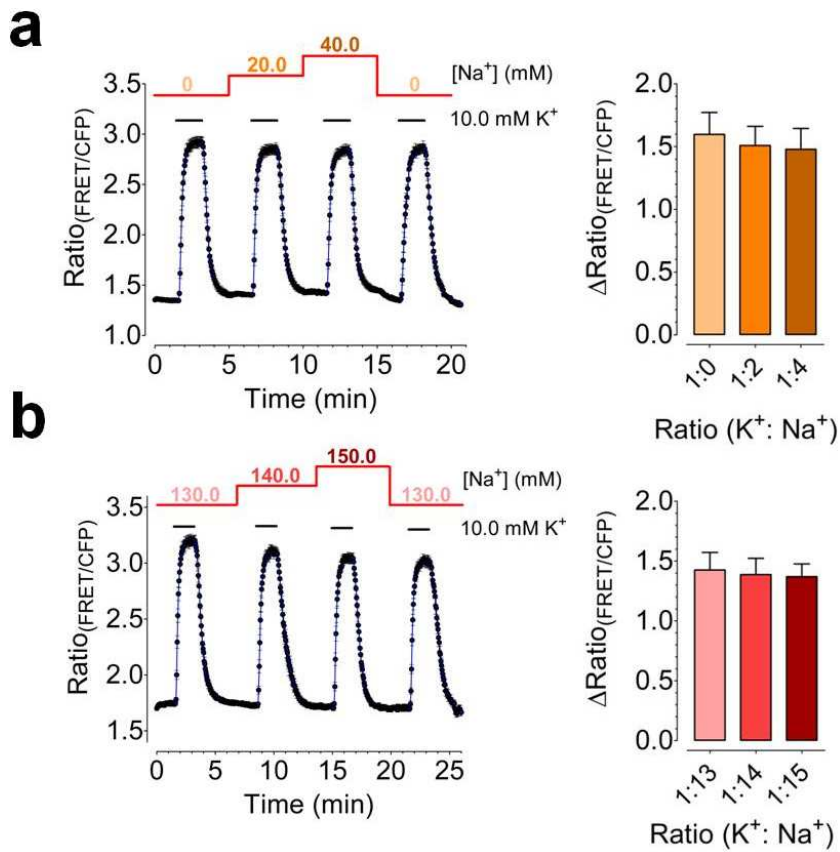 a
40.0
20.0
0 0
[Na⁺] (mM)
10.0 mM K⁺
3.5
3.0
2.5
2.0
1.5
1.0
Ratio(FRET/CFP)
0 5 10 15 20
Time (min)
2.0
1.5
1.0
0.5
0.0
ΔRatio(FRET/CFP)
1:0 1:2 1:4
Ratio (K⁺: Na⁺)
b
150.0
140.0
130.0 130.0
[Na⁺] (mM)
10.0 mM K⁺
3.5
3.0
2.5
2.0
1.5
Ratio(FRET/CFP)
0 5 10 15 20 25
Time (min)
2.0
1.5
1.0
0.5
0.0
ΔRatio(FRET/CFP)
1:13 1:14 1:15
Ratio (K⁺: Na⁺)